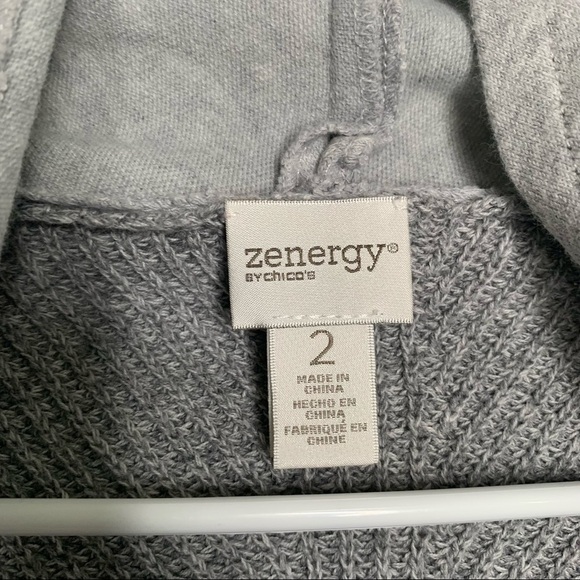 zenergy®
BY chico's
2
MADE IN
CHINA
HECHO EN
CHINA
FABRIQUÉ EN
CHINE